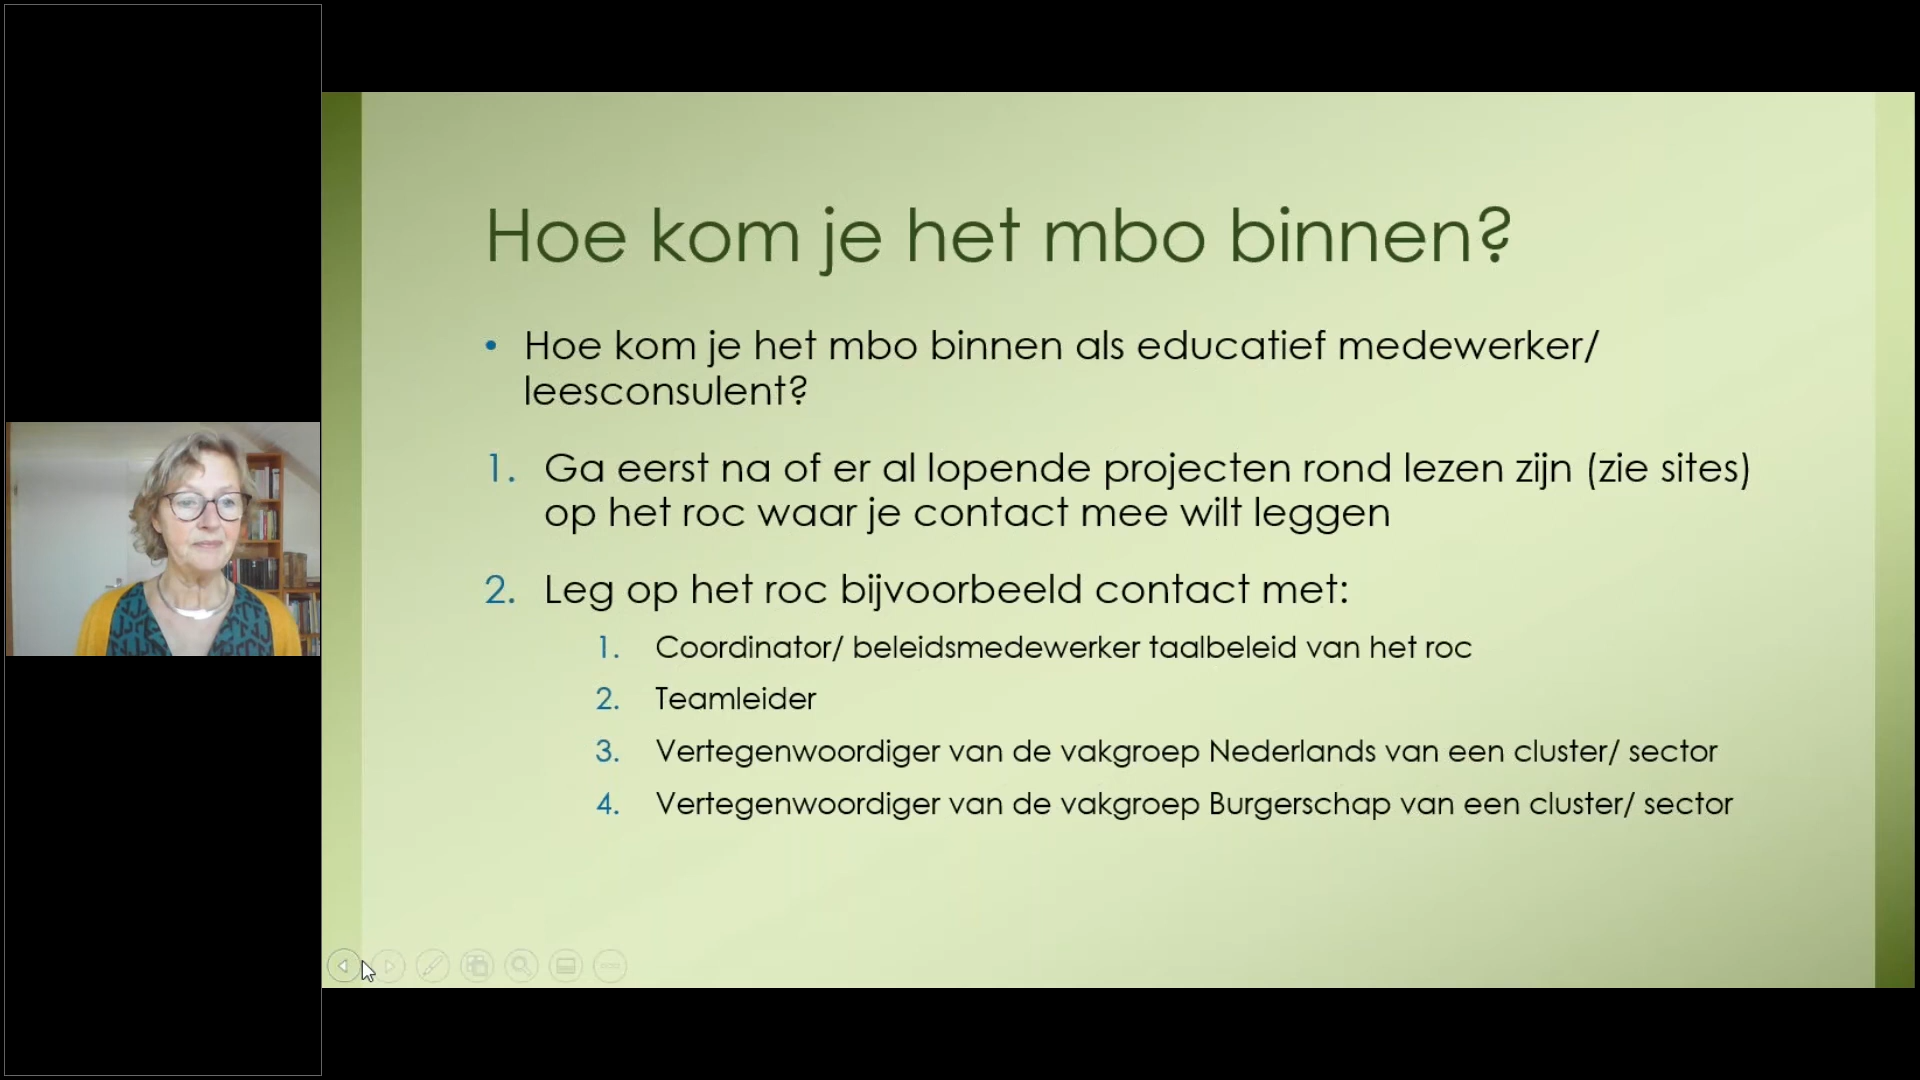 Hoe kom je het mbo binnen?
• Hoe kom je het mbo binnen als educatief medewerker/
leesconsulent?
1. Ga eerst na of er al lopende projecten rond lezen zijn (zie sites)
op het roc waar je contact mee wilt leggen
2. Leg op het roc bijvoorbeeld contact met:
1. Coordinator/ beleidsmedewerker taalbeleid van het roc
2. Teamleider
3. Vertegenwoordiger van de vakgroep Nederlands van een cluster/ sector
4. Vertegenwoordiger van de vakgroep Burgerschap van een cluster/ sector